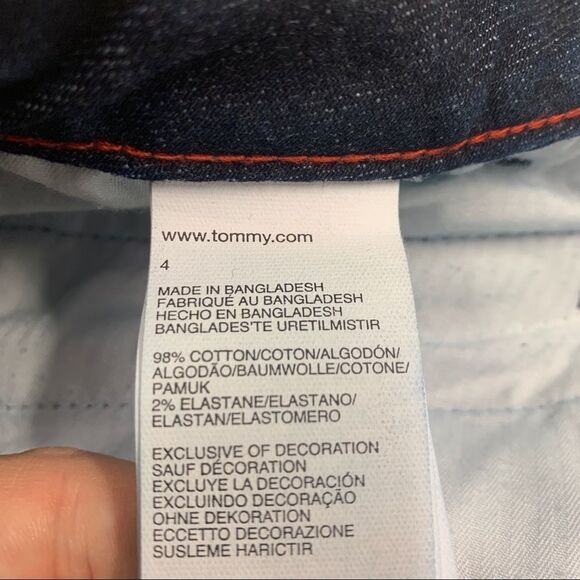 www.tommy.com
4
MADE IN BANGLADESH
FABRIQUÉ AU BANGLADESH
HECHO EN BANGLADESH
BANGLADES'TE URETILMISTIR
98% COTTON/COTON/ALGODÓN/
ALGODÃO/BAUMWOLLE/COTONE/
PAMUK
2% ELASTANE/ELASTANO/
ELASTAN/ELASTOMERO
EXCLUSIVE OF DECORATION
SAUF DÉCORATION
EXCLUYE LA DECORACIÓN
EXCLUINDO DECORAÇÃO
OHNE DEKORATION
ECCETTO DECORAZIONE
SUSLEME HARICTIR